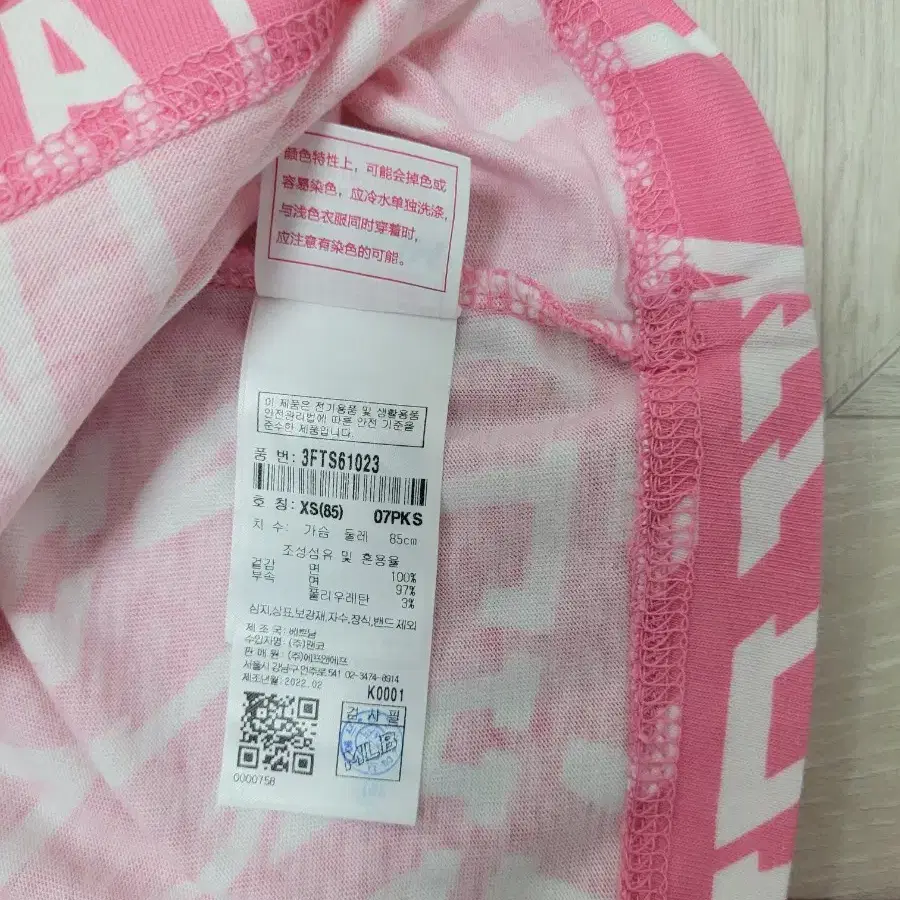 A
颜色特性上，可能会掉色或
容易染色，应冷水单独洗涤，
与浅色衣服同时穿着时，
应注意有染色的可能。
이 제품은 전기용품 및 생활용품
안전관리법에 따른 안전 기준을
준수한 제품입니다.
품 번: 3FTS61023
호 칭: XS(85) 07PKS
치 수: 가슴 둘레 85cm
조성섬유 및 혼용율
겉감 면 100%
부속 면 97%
폴리우레탄 3%
심지,상표,보강재,자수,장식,밴드 제외
제 조 국: 베트남
수입자명: (주)팬코
판 매 원: (주)에프앤에프
서울시 강남구 언주로 541 02-3474-8914
제조년월: 2022.02
K0001
검사필
MLB
0000758